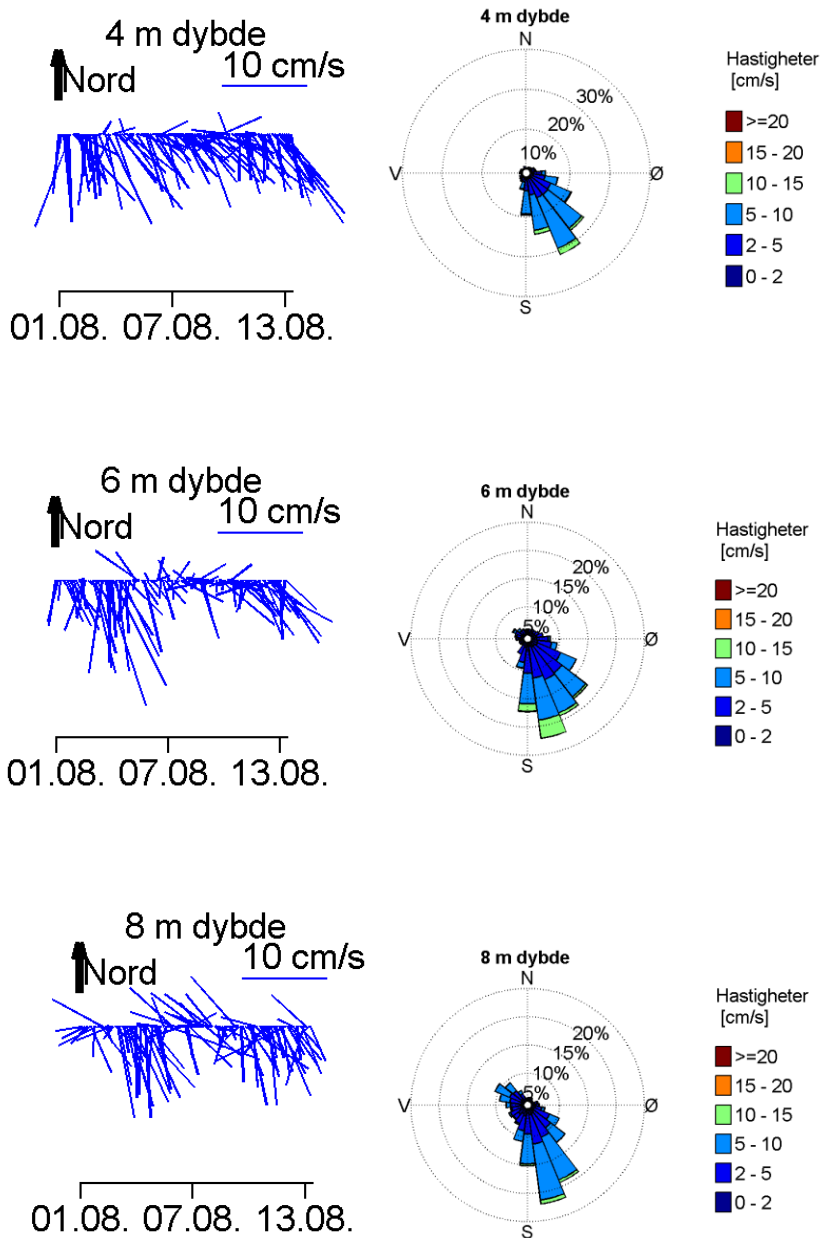 4 m dybde
10 cm/s
Nord
01.08. 07.08. 13.08.
4 m dybde
N
30%
20%
10%
V
Ø
S
Hastigheter
[cm/s]
>=20
15 - 20
10 - 15
5 - 10
2 - 5
0 - 2
6 m dybde
10 cm/s
Nord
01.08. 07.08. 13.08.
6 m dybde
N
20%
15%
10%
5%
V
Ø
S
Hastigheter
[cm/s]
>=20
15 - 20
10 - 15
5 - 10
2 - 5
0 - 2
8 m dybde
10 cm/s
Nord
01.08. 07.08. 13.08.
8 m dybde
N
20%
15%
10%
5%
V
Ø
S
Hastigheter
[cm/s]
>=20
15 - 20
10 - 15
5 - 10
2 - 5
0 - 2